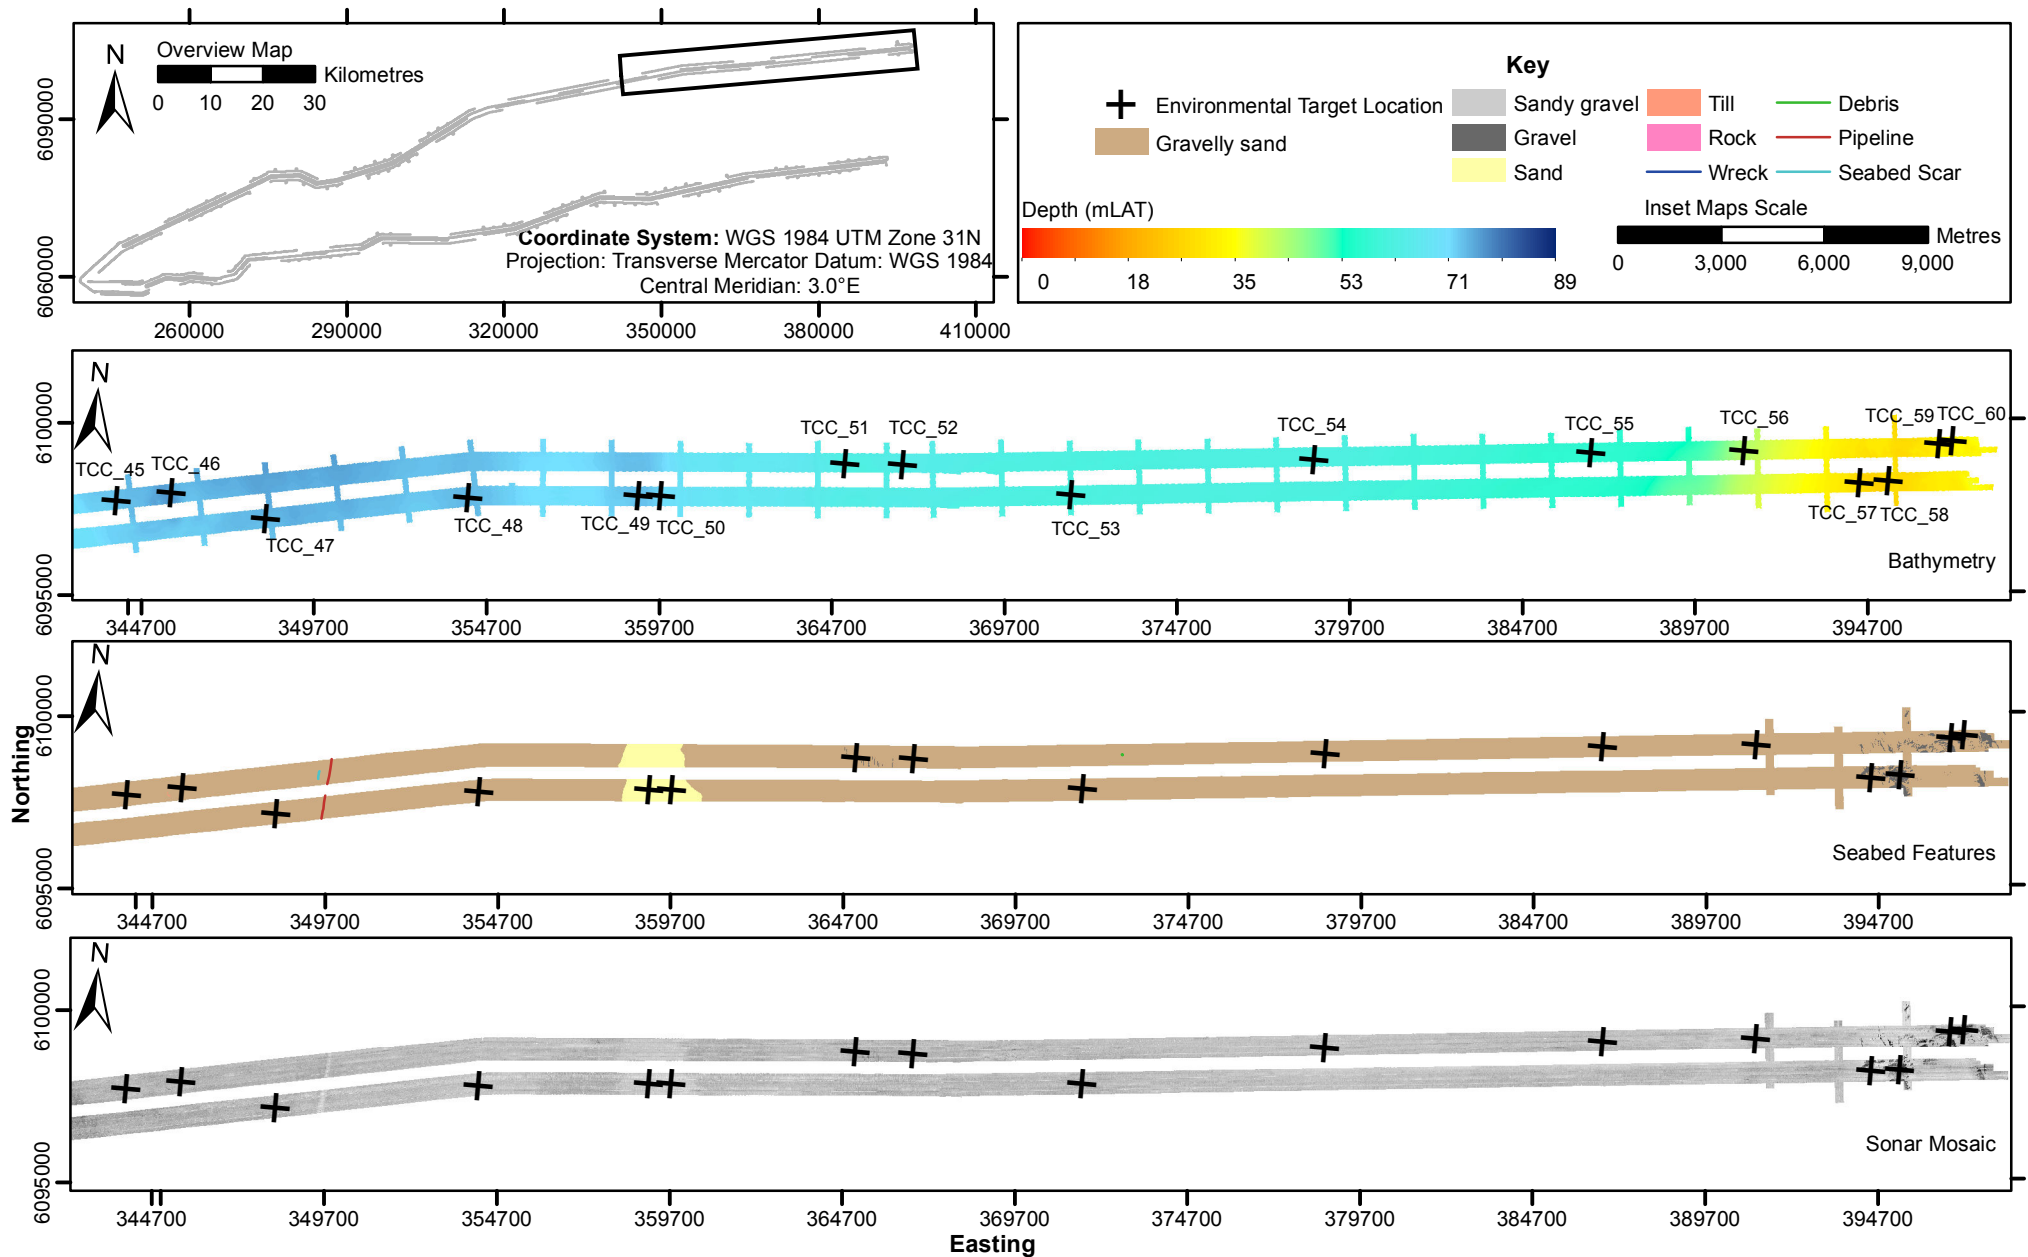 N
Overview Map
Kilometres
0 10 20 30
6090000
6060000
Coordinate System: WGS 1984 UTM Zone 31N
Projection: Transverse Mercator Datum: WGS 1984
Central Meridian: 3.0°E
260000 290000 320000 350000 380000 410000
Key
Environmental Target Location
Gravelly sand
Sandy gravel
Gravel
Sand
Till
Rock
Wreck
Debris
Pipeline
Seabed Scar
Depth (mLAT)
0 18 35 53 71 89
Inset Maps Scale
Metres
0 3,000 6,000 9,000
N
6100000
6095000
TCC_45
TCC_46
TCC_47
TCC_48
TCC_49
TCC_50
TCC_51
TCC_52
TCC_53
TCC_54
TCC_55
TCC_56
TCC_57
TCC_58
TCC_59
TCC_60
Bathymetry
344700 349700 354700 359700 364700 369700 374700 379700 384700 389700 394700
N
Northing
6100000
6095000
Seabed Features
344700 349700 354700 359700 364700 369700 374700 379700 384700 389700 394700
N
6100000
6095000
Sonar Mosaic
344700 349700 354700 359700 364700 369700 374700 379700 384700 389700 394700
Easting